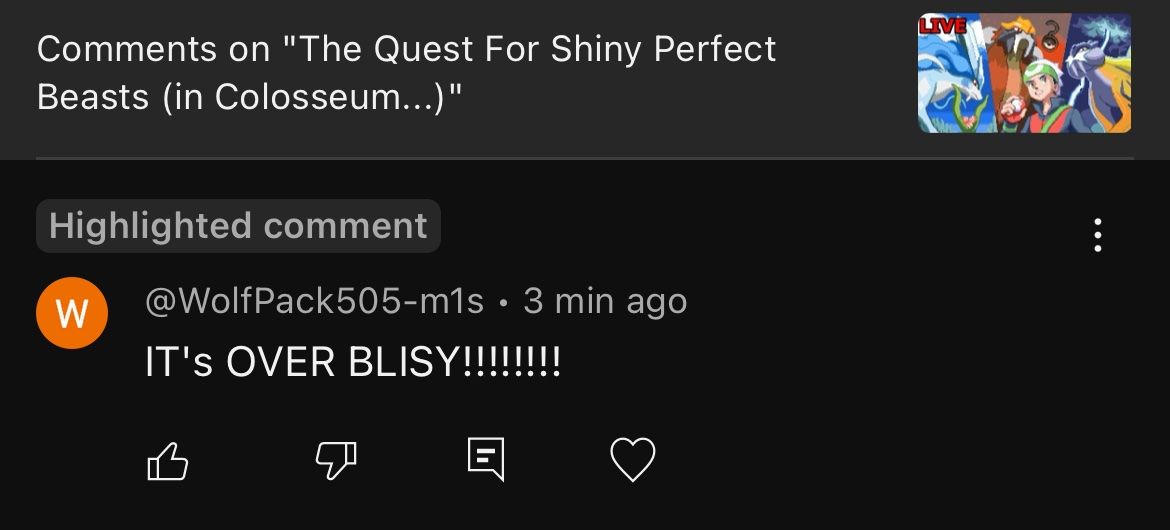 Comments on "The Quest For Shiny Perfect
Beasts (in Colosseum...)"
LIVE
Highlighted comment
W
@WolfPack505-m1s • 3 min ago
IT's OVER BLISY!!!!!!!!